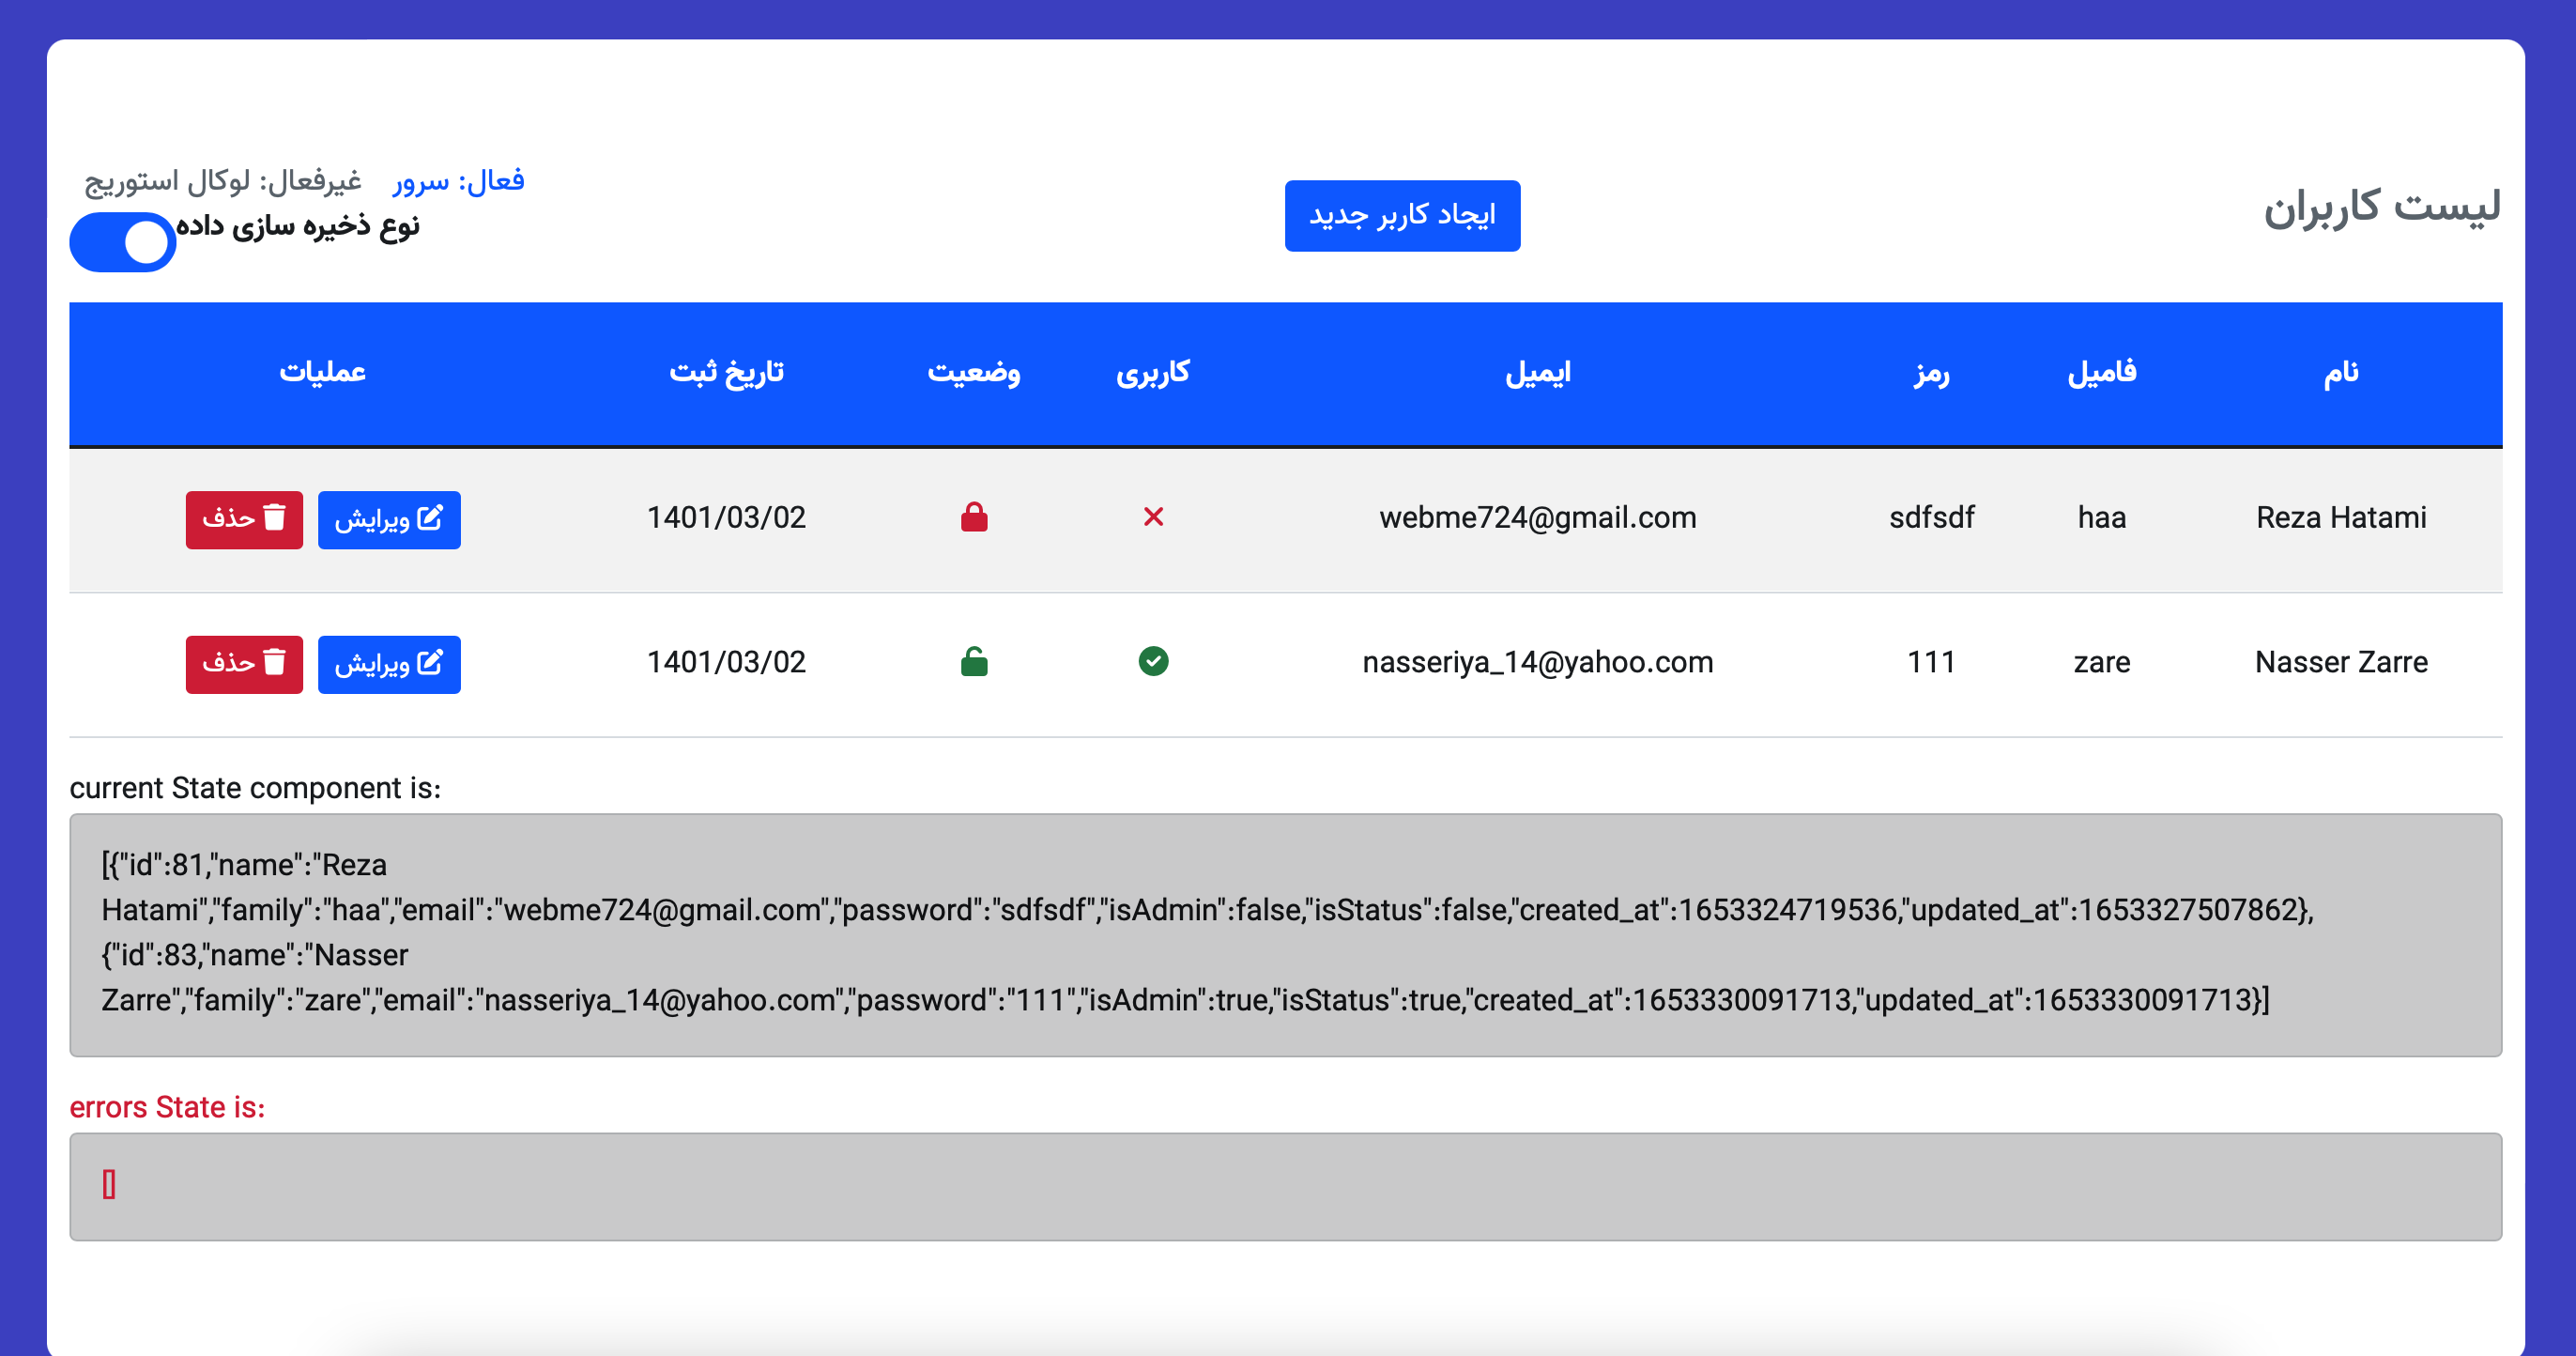 لیست کاربران
ایجاد کاربر جدید
فعال: سرور غیرفعال: لوکال استوریج
نوع ذخیره سازی داده
نام فامیل رمز ایمیل کاربری وضعیت تاریخ ثبت عملیات
Reza Hatami haa sdfsdf webme724@gmail.com 1401/03/02 ویرایش حذف
Nasser Zarre zare 111 nasseriya_14@yahoo.com 1401/03/02 ویرایش حذف
current State component is:
[{"id":81,"name":"Reza
Hatami","family":"haa","email":"webme724@gmail.com","password":"sdfsdf","isAdmin":false,"isStatus":false,"created_at":1653324719536,"updated_at":1653327507862},
{"id":83,"name":"Nasser
Zarre","family":"zare","email":"nasseriya_14@yahoo.com","password":"111","isAdmin":true,"isStatus":true,"created_at":1653330091713,"updated_at":1653330091713}]
errors State is:
[]